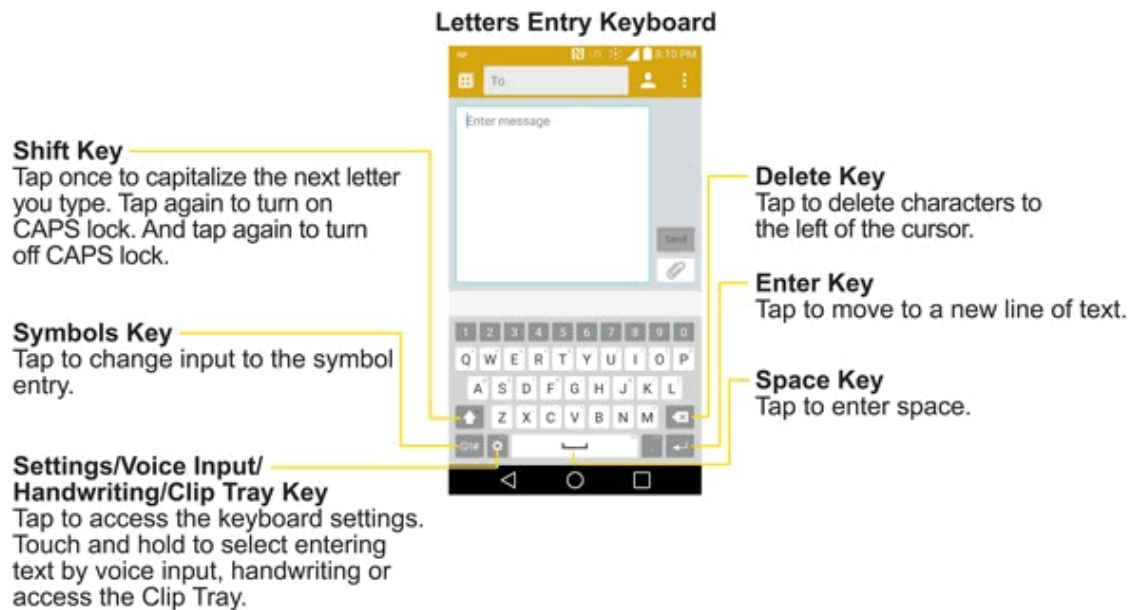 Letters Entry Keyboard
8:10 PM
To
Enter message
Send
Shift Key
Tap once to capitalize the next letter
you type. Tap again to turn on
CAPS lock. And tap again to turn
off CAPS lock.
Symbols Key
Tap to change input to the symbol
entry.
Settings/Voice Input/
Handwriting/Clip Tray Key
Tap to access the keyboard settings.
Touch and hold to select entering
text by voice input, handwriting or
access the Clip Tray.
1 2 3 4 5 6 7 8 9 0
Q W E R T Y U I O P
A S D F G H J K L
Z X C V B N M
.
Delete Key
Tap to delete characters to
the left of the cursor.
Enter Key
Tap to move to a new line of text.
Space Key
Tap to enter space.